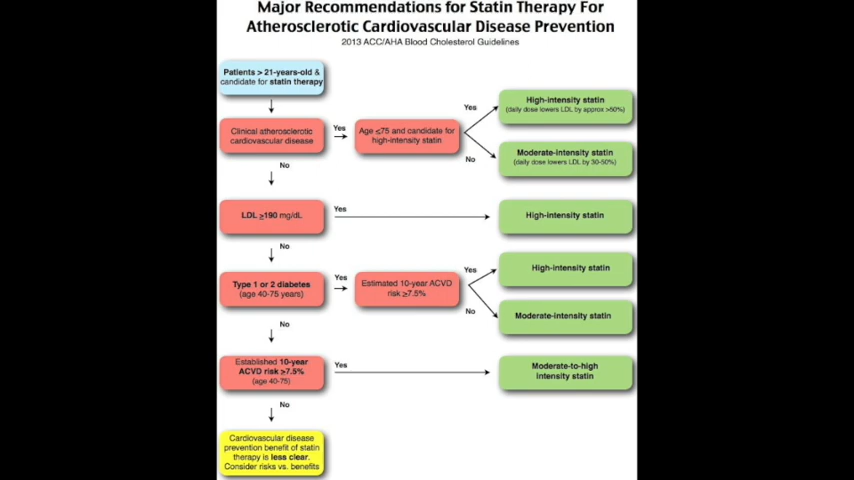 Major Recommendations for Statin Therapy For
Atherosclerotic Cardiovascular Disease Prevention
2013 ACC/AHA Blood Cholesterol Guidelines
Patients > 21-years-old &
candidate for statin therapy
Clinical atherosclerotic
cardiovascular disease
Yes
Age ≤75 and candidate for
high-intensity statin
Yes
High-intensity statin
(daily dose lowers LDL by approx >50%)
No
Moderate-intensity statin
(daily dose lowers LDL by 30-50%)
No
LDL ≥190 mg/dL
Yes
High-intensity statin
No
Type 1 or 2 diabetes
(age 40-75 years)
Yes
Estimated 10-year ACVD
risk ≥7.5%
Yes
High-intensity statin
No
Moderate-intensity statin
No
Established 10-year
ACVD risk ≥7.5%
(age 40-75)
Yes
Moderate-to-high
intensity statin
No
Cardiovascular disease
prevention benefit of statin
therapy is less clear.
Consider risks vs. benefits